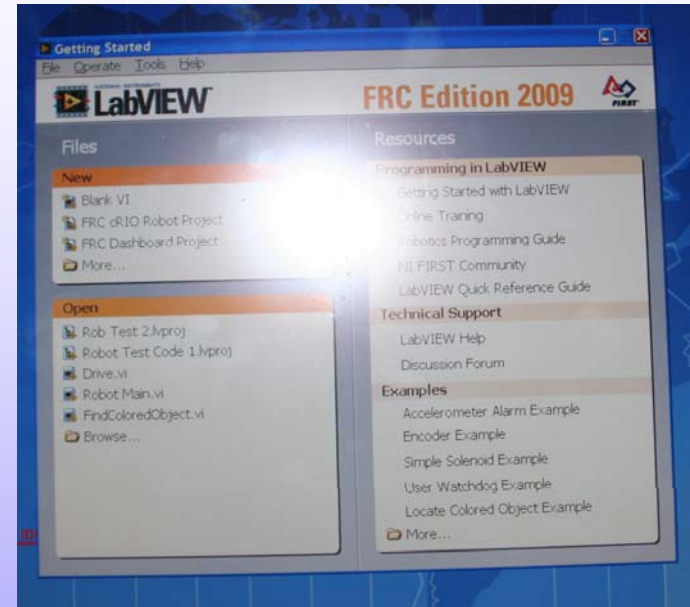 Getting Started
File Operate Tools Help
NATIONAL INSTRUMENTS
LabVIEW
FRC Edition 2009
FIRST
Files
New
Blank VI
FRC cRIO Robot Project
FRC Dashboard Project
More...
Open
Rob Test 2.lvproj
Robot Test Code 1.lvproj
Drive.vi
Robot Main.vi
FindColoredObject.vi
Browse...
Resources
Programming in LabVIEW
Getting Started with LabVIEW
Online Training
Robotics Programming Guide
NI FIRST Community
LabVIEW Quick Reference Guide
Technical Support
LabVIEW Help
Discussion Forum
Examples
Accelerometer Alarm Example
Encoder Example
Simple Solenoid Example
User Watchdog Example
Locate Colored Object Example
More...